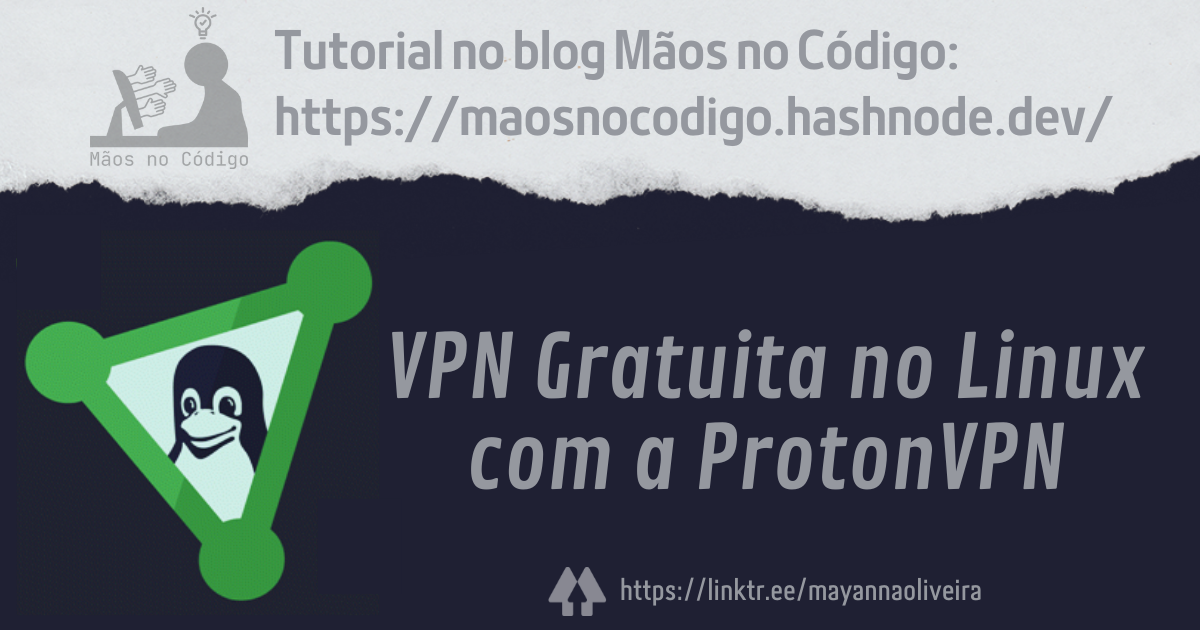 Tutorial no blog Mãos no Código:
https://maosnocodigo.hashnode.dev/
Mãos no Código
VPN Gratuita no Linux
com a ProtonVPN
https://linktr.ee/mayannaoliveira